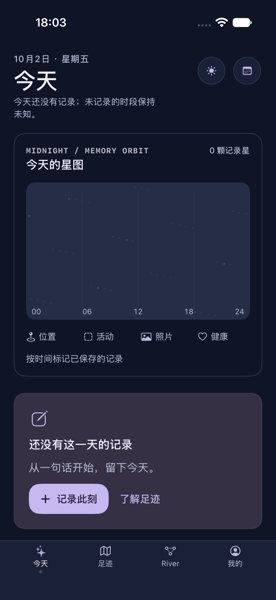 18:03
10月2日 · 星期五
今天
今天还没有记录；未记录的时段保持
未知。
MIDNIGHT / MEMORY ORBIT
0 颗记录星
今天的星图
00 06 12 18 24
位置 活动 照片 健康
按时间标记已保存的记录
还没有这一天的记录
从一句话开始，留下今天。
+ 记录此刻 了解足迹
今天 足迹 River 我的